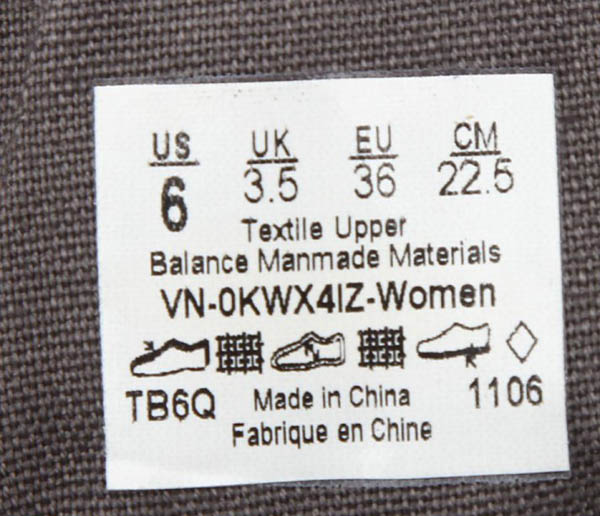 US UK EU CM
6 3.5 36 22.5
Textile Upper
Balance Manmade Materials
VN-0KWX4IZ-Women
TB6Q Made in China 1106
Fabrique en Chine